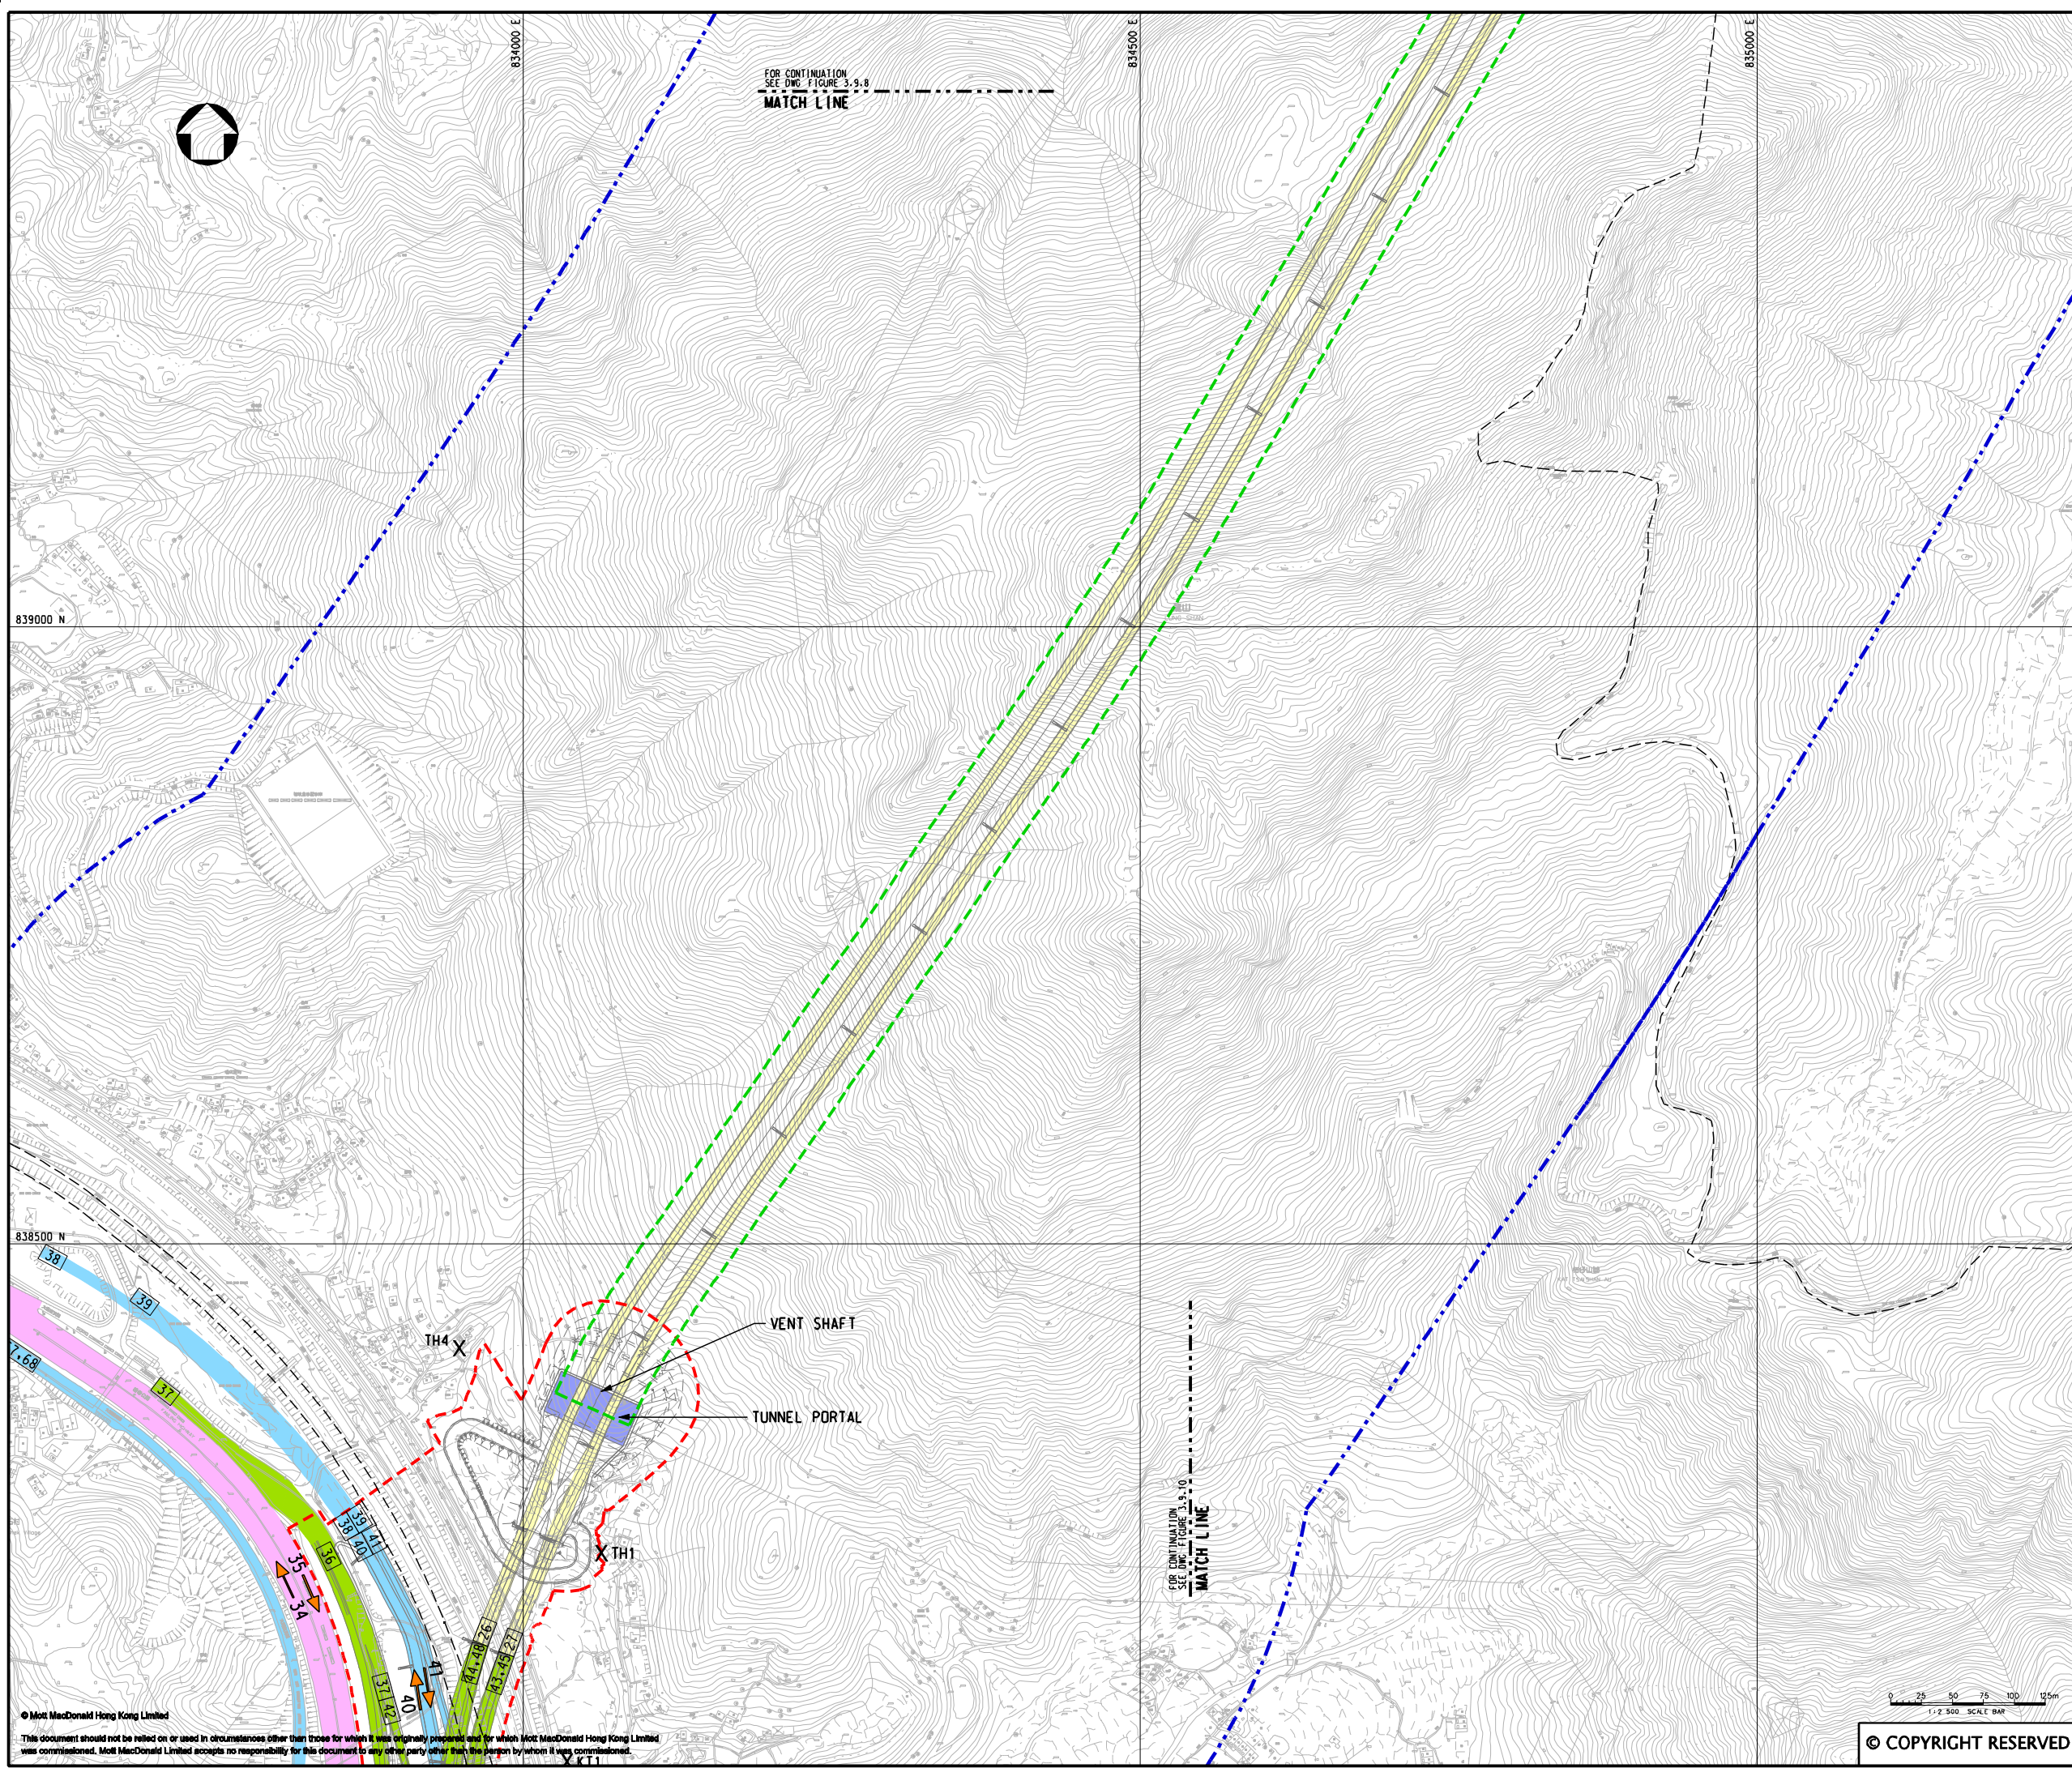 834000 E
834500 E
835000 E
FOR CONTINUATION
SEE DWG FIGURE 3.9.8
MATCH LINE
839000 N
838500 N
38
39
7,68
37
TH4
VENT SHAFT
TUNNEL PORTAL
39 41
38 40
36
35
34
TH1
FOR CONTINUATION
SEE DWG FIGURE 3.9.10
MATCH LINE
44,48 26
43,45 27
41
40
37 42
0 25 50 75 100 125m
1:2 500 SCALE BAR
© Mott MacDonald Hong Kong Limited
This document should not be relied on or used in circumstances other than those for which it was originally prepared and for which Mott MacDonald Hong Kong Limited
was commissioned. Mott MacDonald Limited accepts no responsibility for this document to any other party other than the person by whom it was commissioned.
KT1
© COPYRIGHT RESERVED